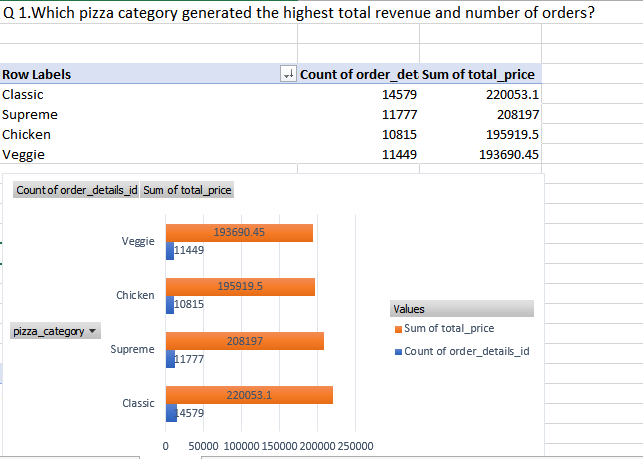 Q 1.Which pizza category generated the highest total revenue and number of orders?
Row Labels Count of order_det Sum of total_price
Classic 14579 220053.1
Supreme 11777 208197
Chicken 10815 195919.5
Veggie 11449 193690.45
Count of order_details_id Sum of total_price
193690.45
Veggie
11449
195919.5
Chicken
10815
Values
pizza_category
Sum of total_price
208197
Supreme
Count of order_details_id
11777
220053.1
Classic
14579
0 50000 100000 150000 200000 250000